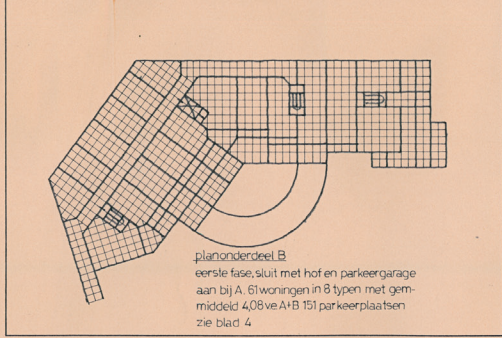 planonderdeel B
eerste fase, sluit met hof en parkeergarage
aan bij A. 61 woningen in 8 typen met gem-
middeld 4,08 v.e. A+B 151 parkeerplaatsen
zie blad 4